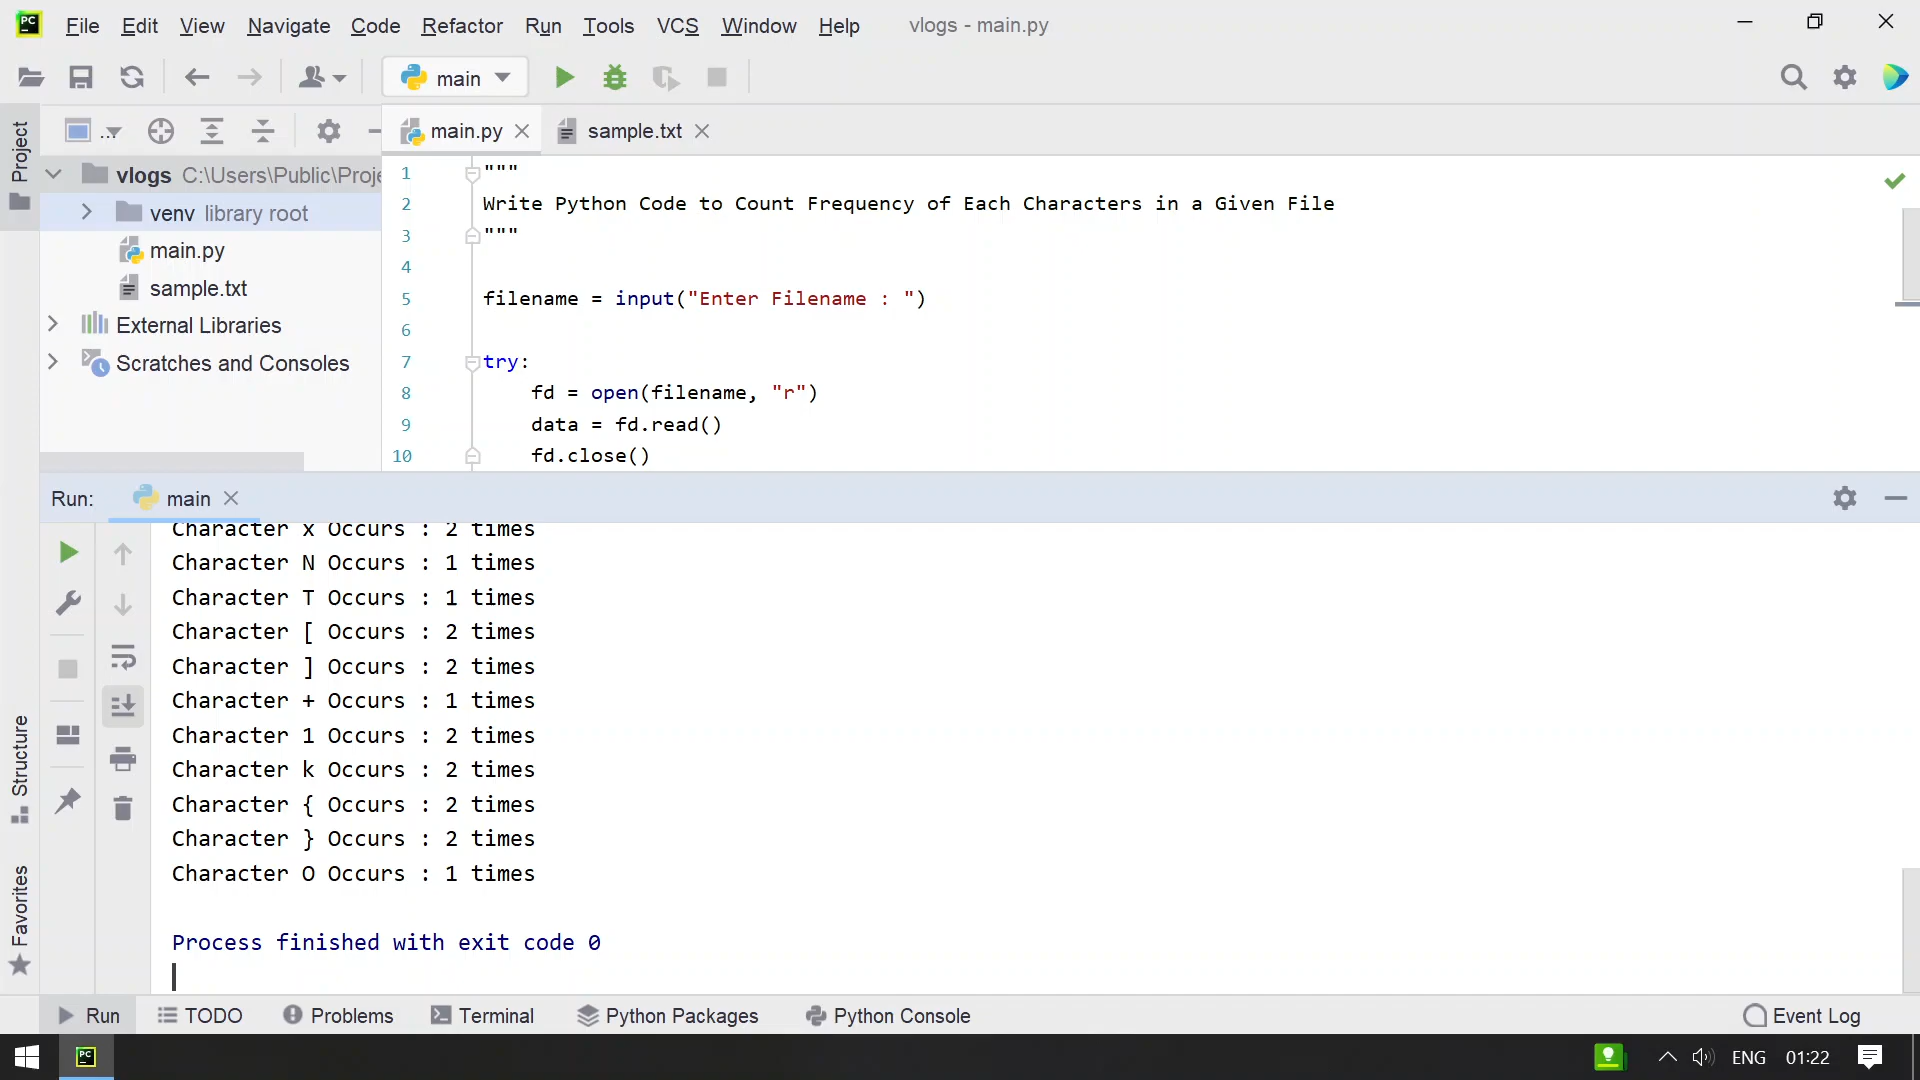 PC File Edit View Navigate Code Refactor Run Tools VCS Window Help vlogs - main.py
main
Project
...
main.py sample.txt
vlogs C:\Users\Public\Proje
venv library root
main.py
sample.txt
External Libraries
Scratches and Consoles
1 """
2 Write Python Code to Count Frequency of Each Characters in a Given File
3 """
4
5 filename = input("Enter Filename : ")
6
7 try:
8 fd = open(filename, "r")
9 data = fd.read()
10 fd.close()
Run: main
Character x Occurs : 2 times
Character N Occurs : 1 times
Character T Occurs : 1 times
Character [ Occurs : 2 times
Character ] Occurs : 2 times
Character + Occurs : 1 times
Character 1 Occurs : 2 times
Character k Occurs : 2 times
Character { Occurs : 2 times
Character } Occurs : 2 times
Character O Occurs : 1 times
Process finished with exit code 0
Structure
Favorites
Run TODO Problems Terminal Python Packages Python Console Event Log
PC ENG 01:22